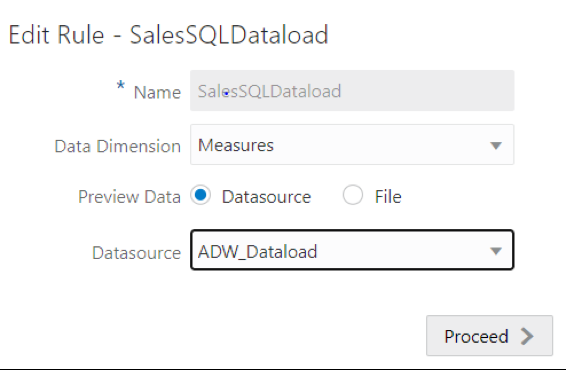 Edit Rule - SalesSQLDataload
* Name SalesSQLDataload
Data Dimension Measures
Preview Data Datasource File
Datasource ADW_Dataload
Proceed